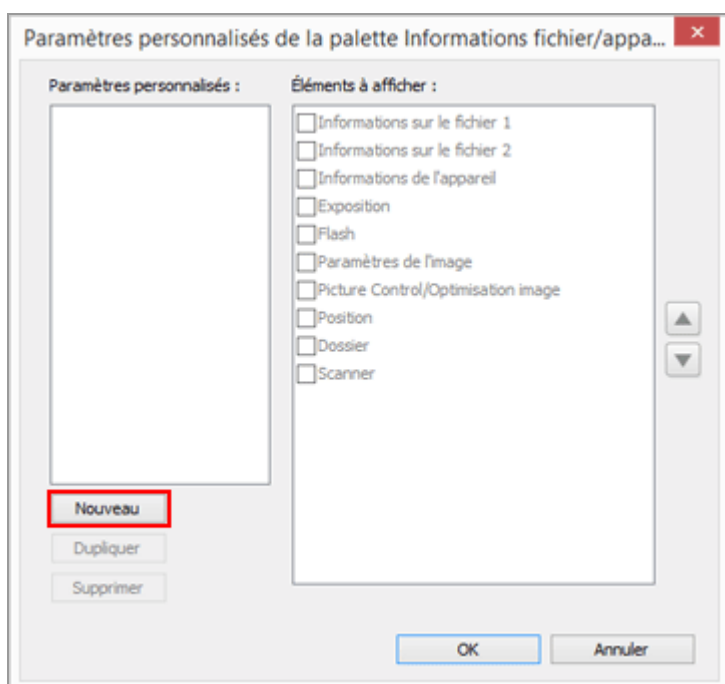 Paramètres personnalisés de la palette Informations fichier/appa...
Paramètres personnalisés :
Éléments à afficher :
Informations sur le fichier 1
Informations sur le fichier 2
Informations de l'appareil
Exposition
Flash
Paramètres de l'image
Picture Control/Optimisation image
Position
Dossier
Scanner
Nouveau
Dupliquer
Supprimer
OK
Annuler